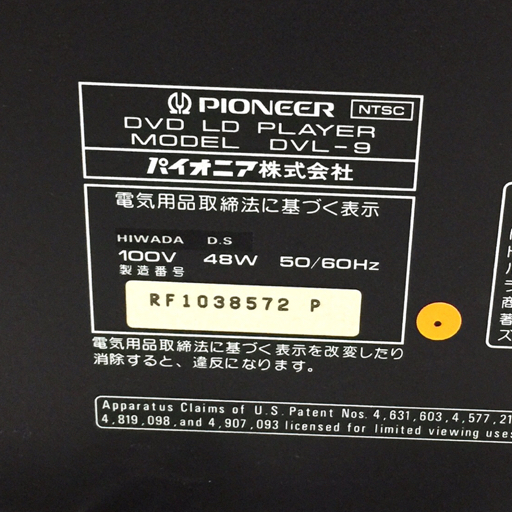 PIONEER NTSC
DVD LD PLAYER
MODEL DVL-9
パイオニア株式会社
電気用品取締法に基づく表示
HIWADA D.S
100V 48W 50/60Hz
製造番号
RF1038572 P
電気用品取締法に基づく表示を改変したり
消除すると、違反になります。
Apparatus Claims of U.S. Patent Nos. 4,631,603, 4,577,21
4,819,098, and 4,907,093 licensed for limited viewing uses